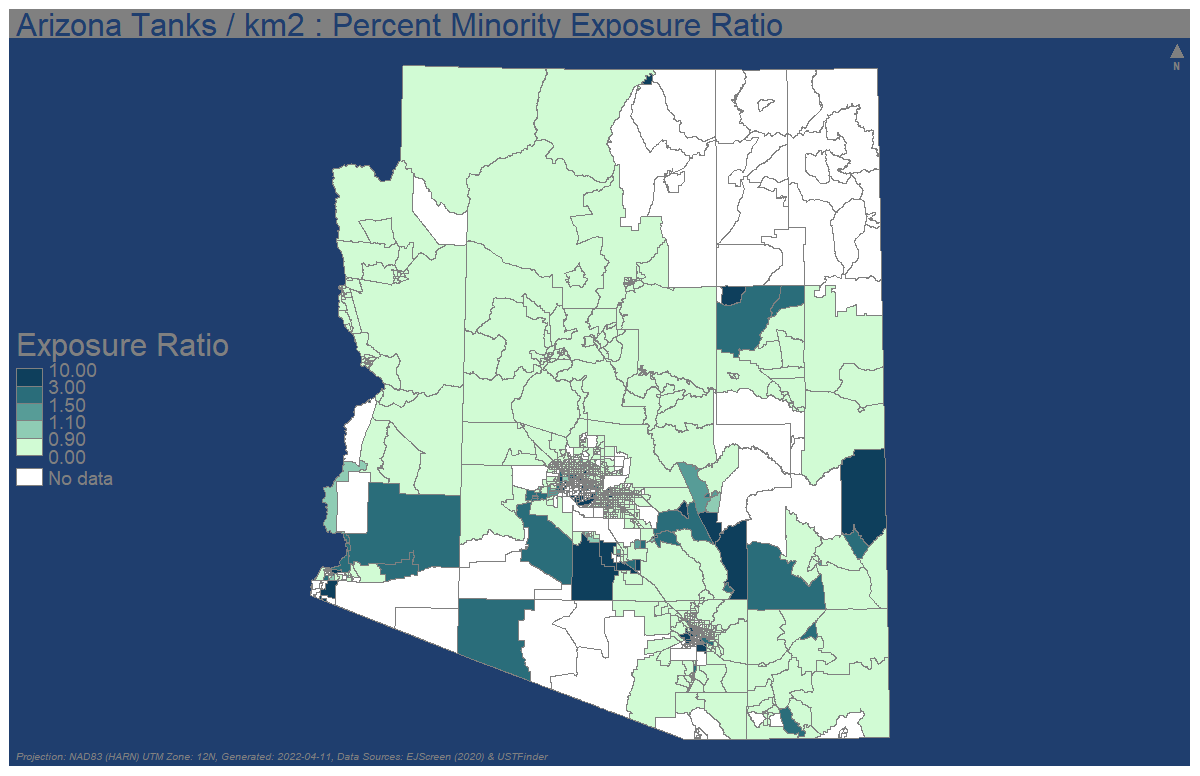 Arizona Tanks / km2 : Percent Minority Exposure Ratio
N
Exposure Ratio
10.00
3.00
1.50
1.10
0.90
0.00
No data
Projection: NAD83 (HARN) UTM Zone: 12N, Generated: 2022-04-11, Data Sources: EJScreen (2020) & USTFinder